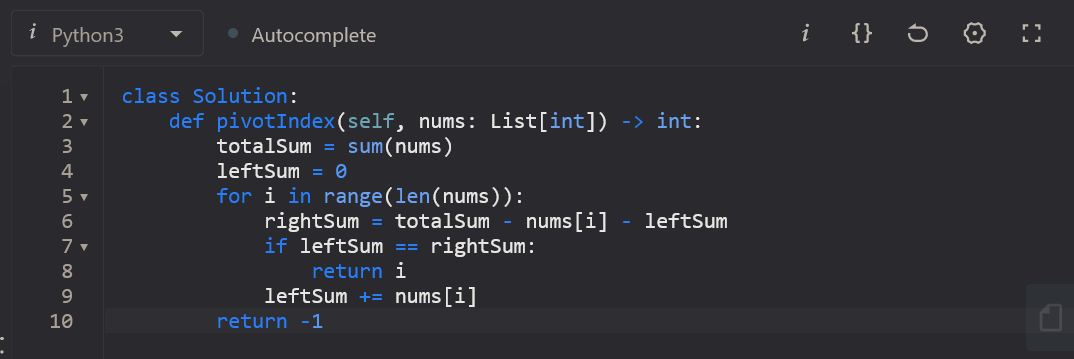 i Python3 Autocomplete i {}
1 class Solution:
2 def pivotIndex(self, nums: List[int]) -> int:
3 totalSum = sum(nums)
4 leftSum = 0
5 for i in range(len(nums)):
6 rightSum = totalSum - nums[i] - leftSum
7 if leftSum == rightSum:
8 return i
9 leftSum += nums[i]
10 return -1